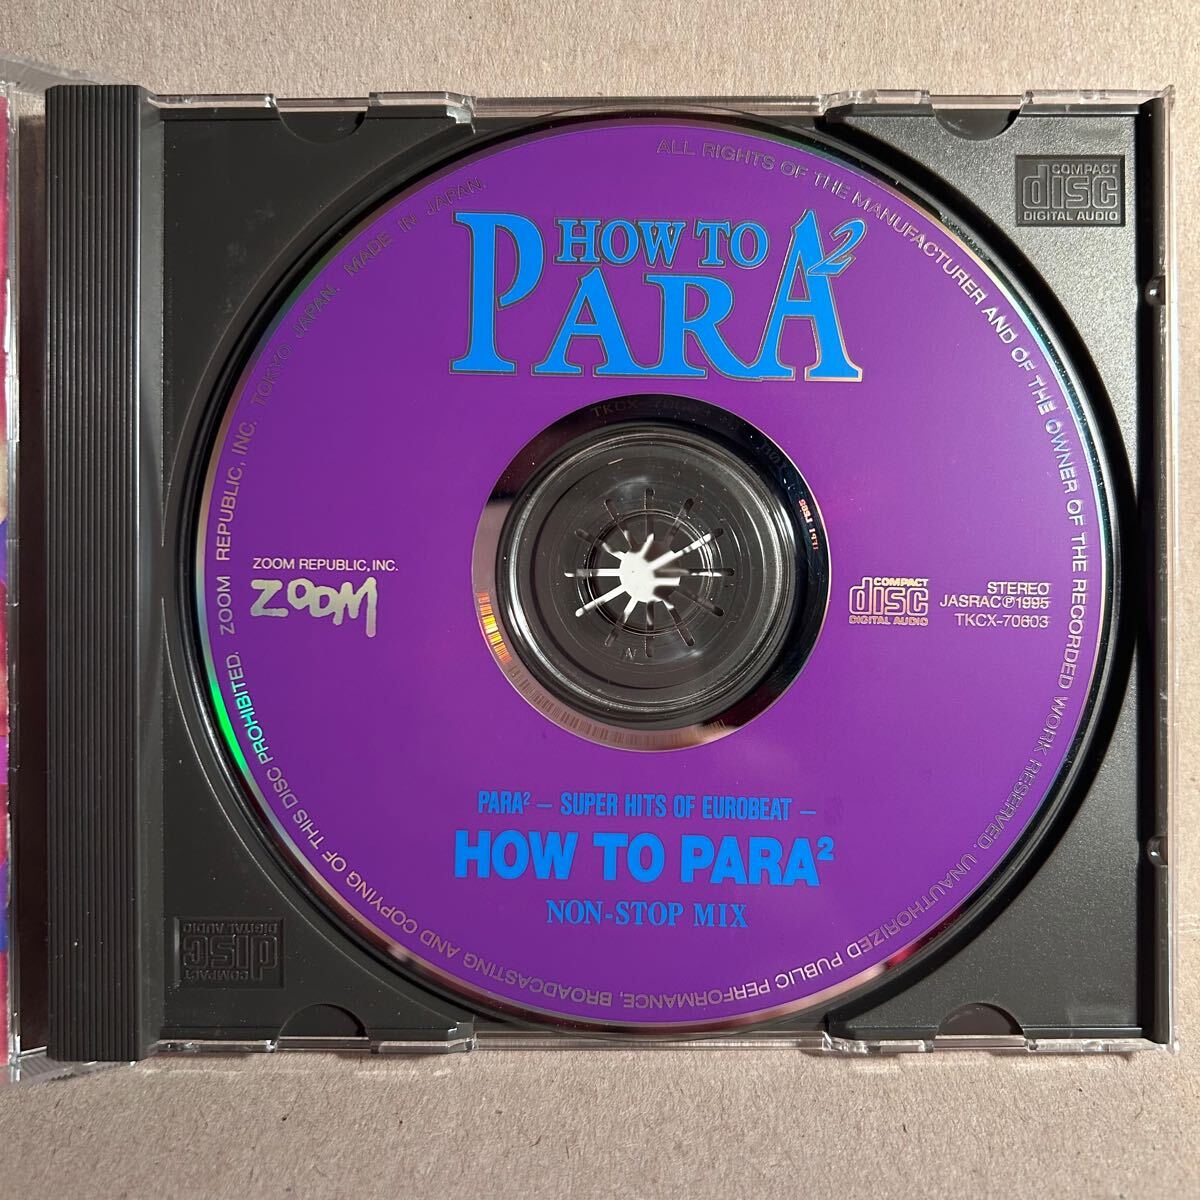 HOW TO
PARA2
ALL RIGHTS OF THE MANUFACTURER AND OF THE OWNER OF THE RECORDED WORK RESERVED. UNAUTHORIZED PUBLIC PERFORMANCE, BROADCASTING AND COPYING OF THIS DISC PROHIBITED. ZOOM REPUBLIC, INC. TOKYO JAPAN. MADE IN JAPAN.
COMPACT
disc
DIGITAL AUDIO
TKCX-70603
ZOOM REPUBLIC, INC.
ZOOM
COMPACT
disc
DIGITAL AUDIO
STEREO
JASRAC Ⓟ1995
TKCX-70603
PARA² – SUPER HITS OF EUROBEAT –
HOW TO PARA²
NON-STOP MIX
COMPACT
disc
DIGITAL AUDIO